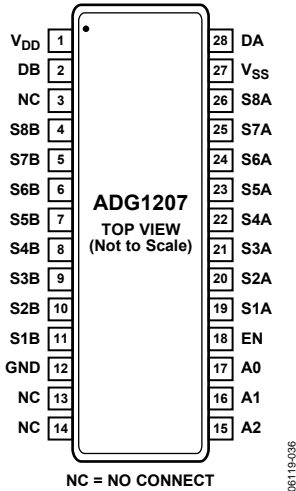 V_DD 1 28 DA
DB 2 27 V_SS
NC 3 26 S8A
S8B 4 25 S7A
S7B 5 24 S6A
S6B 6 23 S5A
S5B 7 22 S4A
S4B 8 21 S3A
S3B 9 20 S2A
S2B 10 19 S1A
S1B 11 18 EN
GND 12 17 A0
NC 13 16 A1
NC 14 15 A2
ADG1207
TOP VIEW
(Not to Scale)
NC = NO CONNECT
06119-036